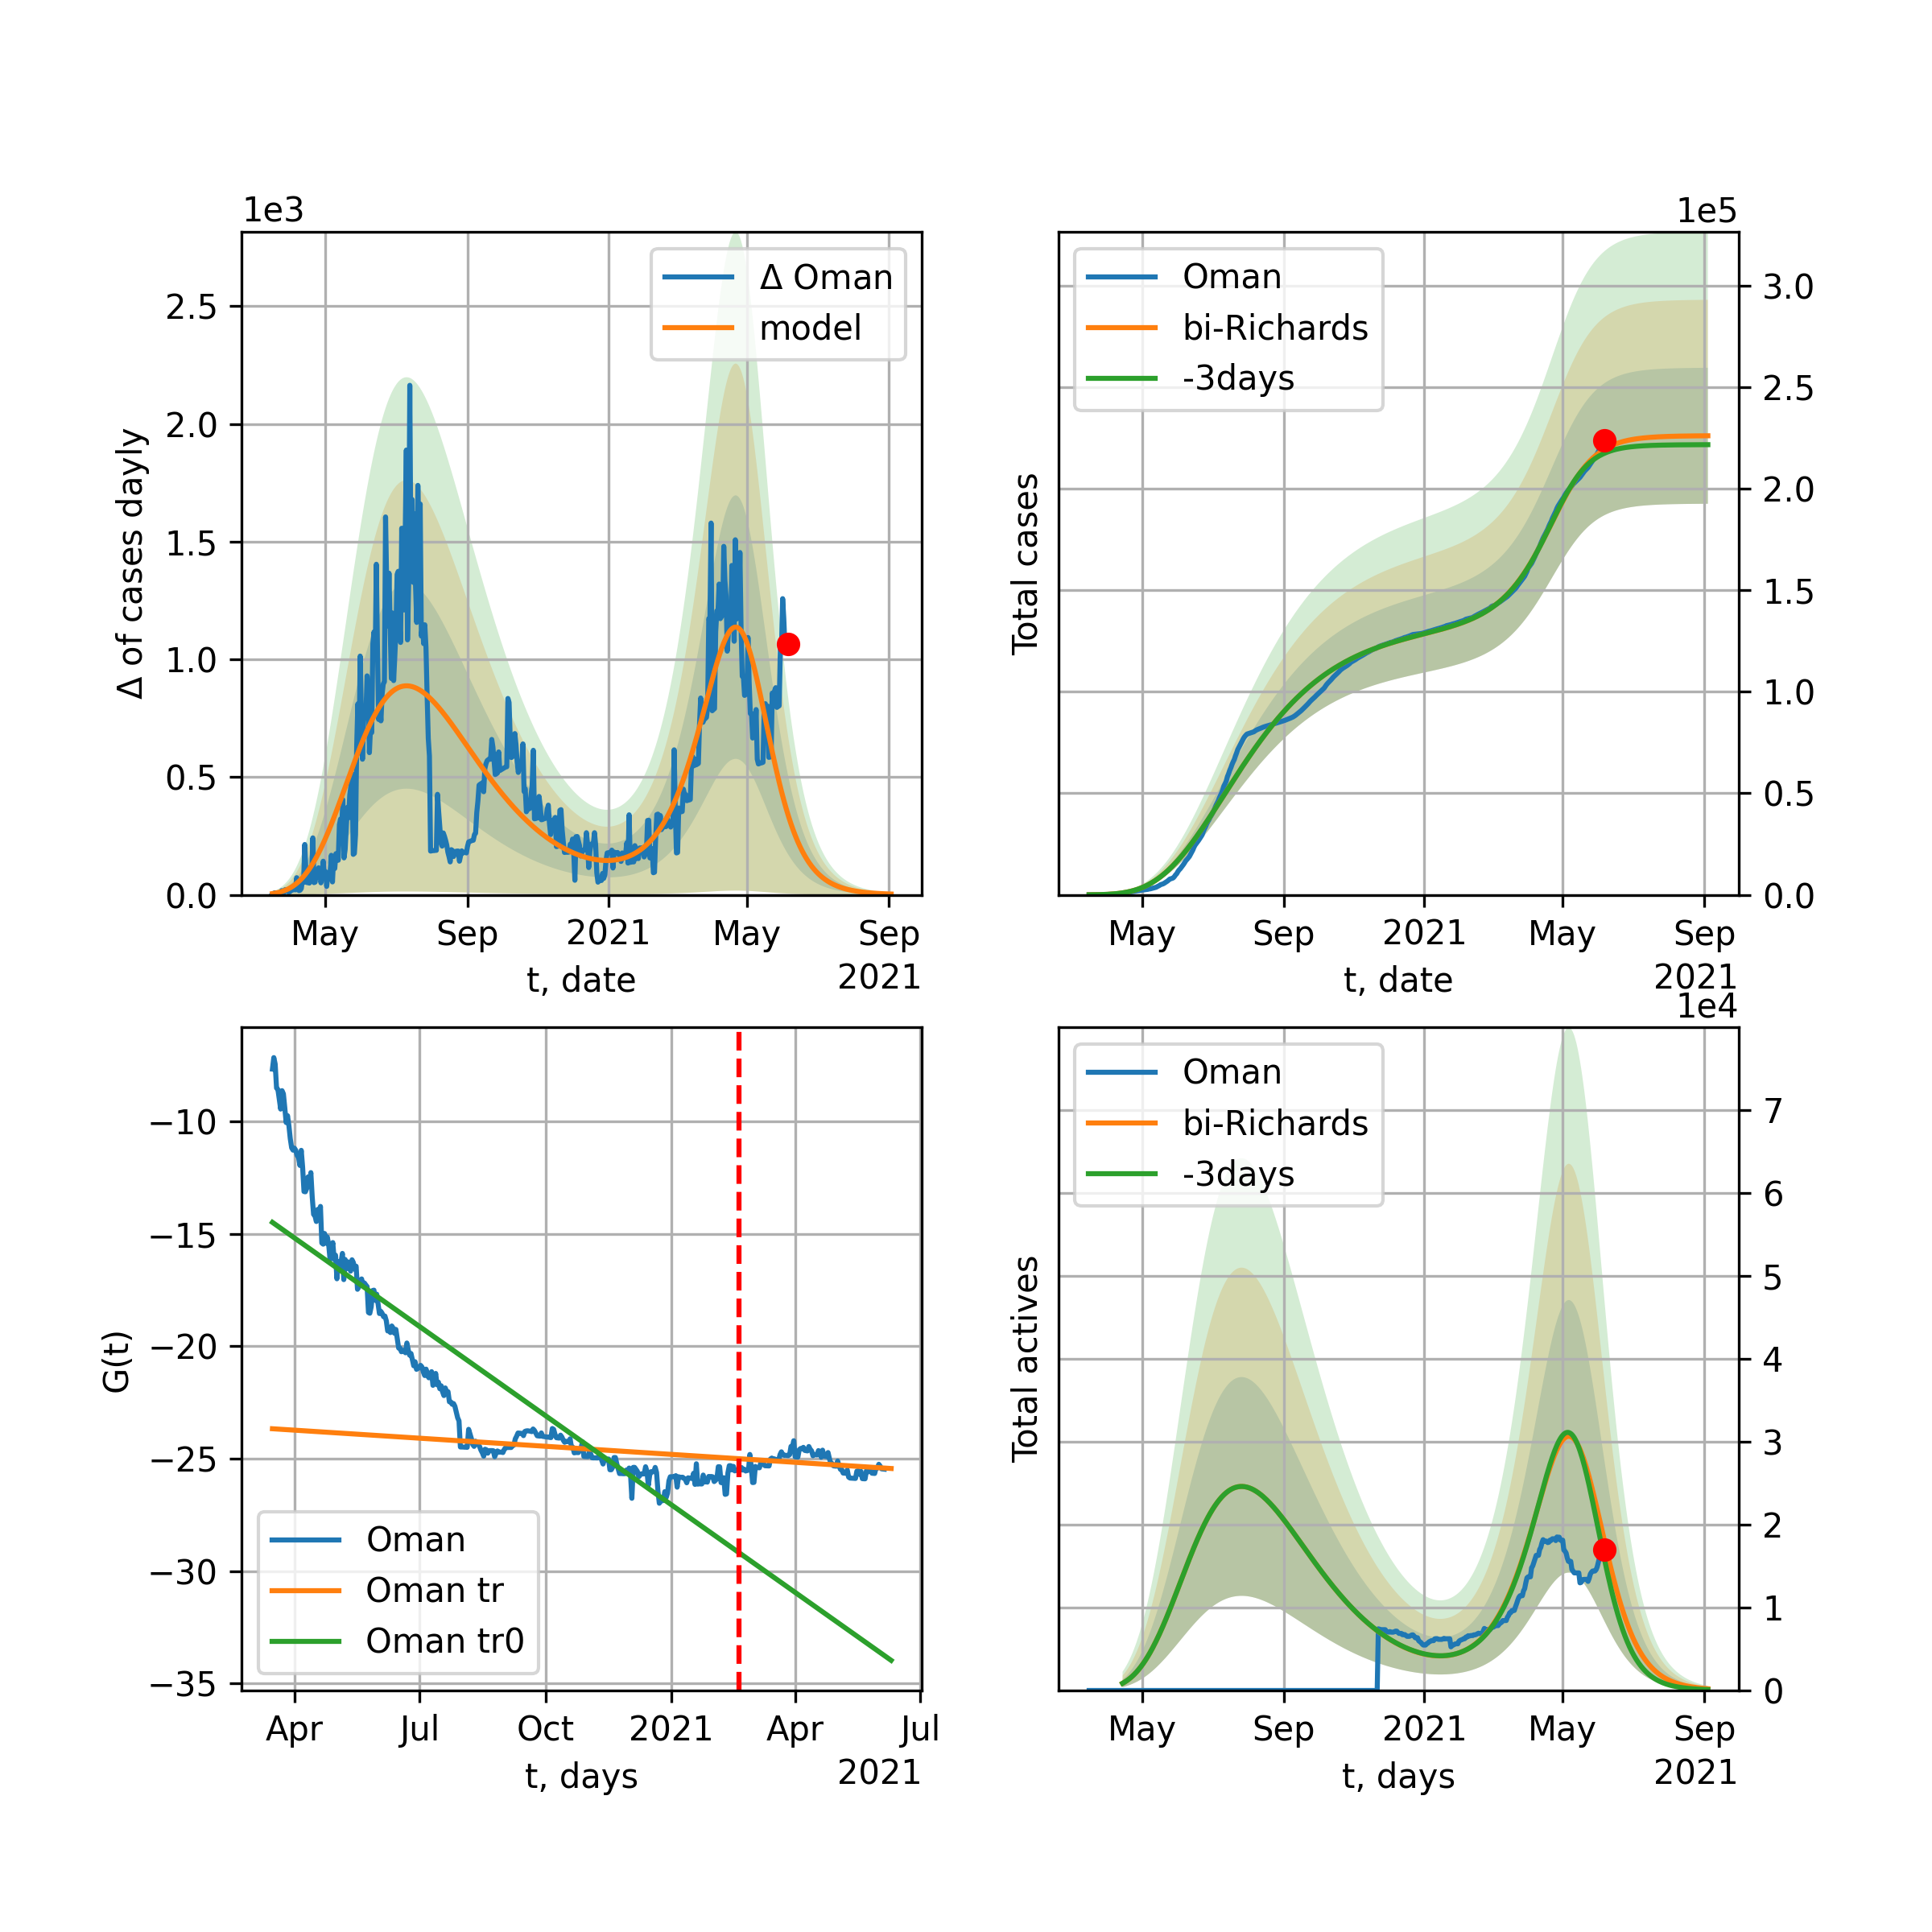 1e3
Δ of cases dayly
2.5
2.0
1.5
1.0
0.5
0.0
Δ Oman
model
May
Sep
2021
May
Sep
t, date
2021
1e5
Total cases
Oman
bi-Richards
-3days
3.0
2.5
2.0
1.5
1.0
0.5
0.0
May
Sep
2021
May
Sep
t, date
2021
G(t)
−10
−15
−20
−25
−30
−35
Oman
Oman tr
Oman tr0
Apr
Jul
Oct
2021
Apr
Jul
t, days
2021
1e4
Total actives
Oman
bi-Richards
-3days
7
6
5
4
3
2
1
0
May
Sep
2021
May
Sep
t, days
2021